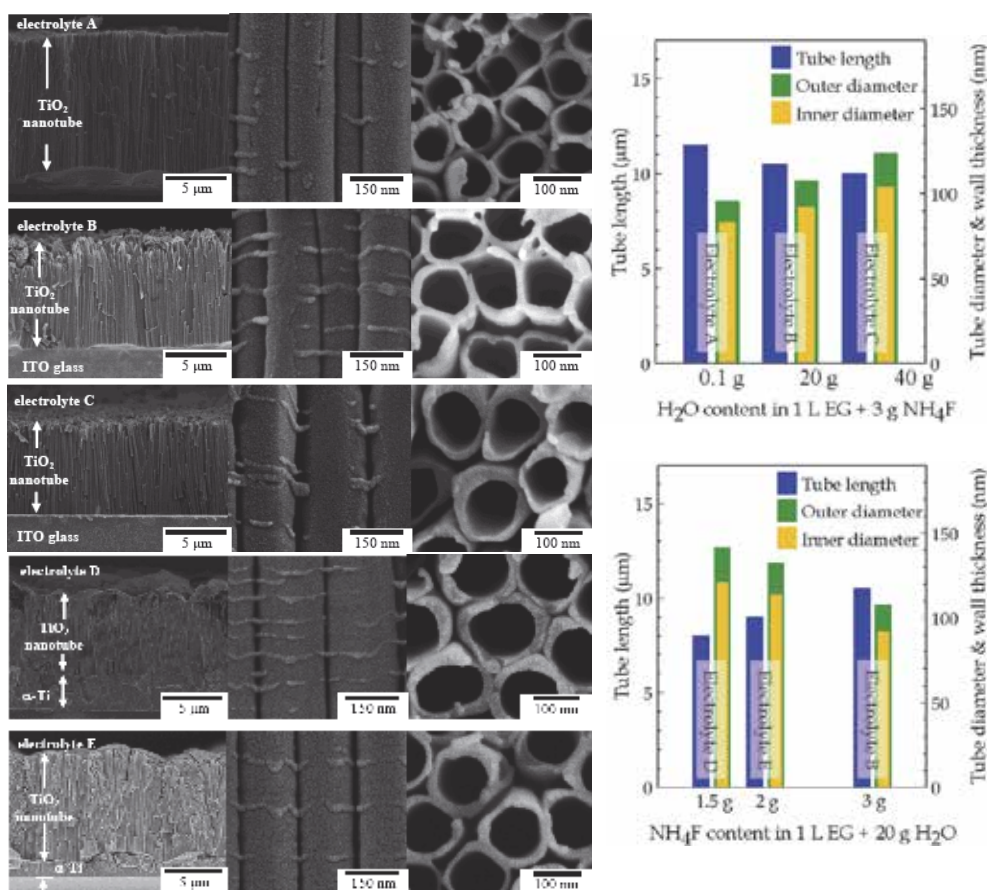 electrolyte A
TiO₂
nanotube
5 μm
150 nm
100 nm
electrolyte B
TiO₂
nanotube
ITO glass
5 μm
150 nm
100 nm
electrolyte C
TiO₂
nanotube
ITO glass
5 μm
150 nm
100 nm
electrolyte D
TiO₂
nanotube
α-Ti
5 μm
150 nm
100 nm
electrolyte E
TiO₂
nanotube
α-Ti
5 μm
150 nm
100 nm
Tube length
Outer diameter
Inner diameter
15
10
5
0
150
100
50
0
Tube length (μm)
Tube diameter & wall thickness (nm)
Electrolyte A
Electrolyte B
Electrolyte C
0.1 g
20 g
40 g
H₂O content in 1 L EG + 3 g NH₄F
Tube length
Outer diameter
Inner diameter
15
10
5
0
150
100
50
0
Tube length (μm)
Tube diameter & wall thickness (nm)
Electrolyte D
Electrolyte E
Electrolyte B
1.5 g
2 g
3 g
NH₄F content in 1 L EG + 20 g H₂O